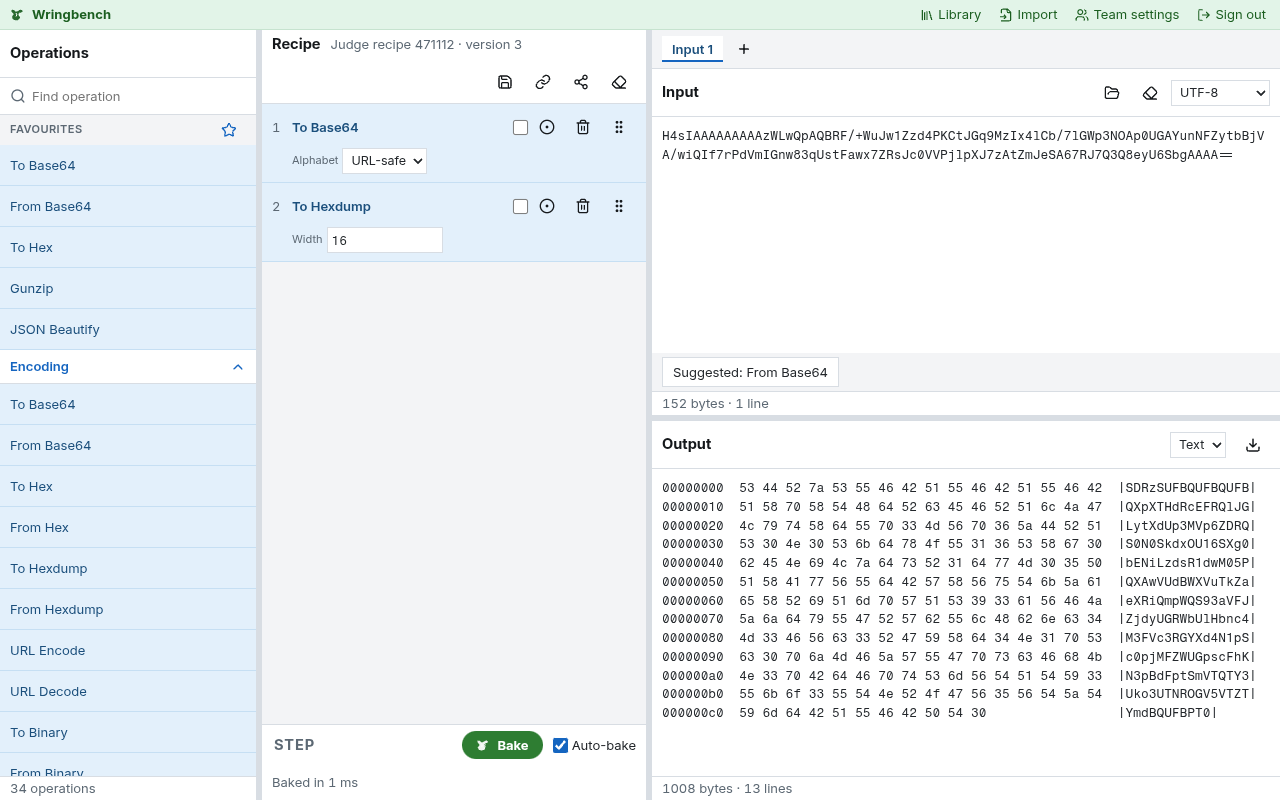 Wringbench
Library
Import
Team settings
Sign out
Operations
Find operation
FAVOURITES
To Base64
From Base64
To Hex
Gunzip
JSON Beautify
Encoding
To Base64
From Base64
To Hex
From Hex
To Hexdump
From Hexdump
URL Encode
URL Decode
To Binary
From Binary
34 operations
Recipe Judge recipe 471112 · version 3
1 To Base64
Alphabet URL-safe
2 To Hexdump
Width 16
STEP
Bake
Auto-bake
Baked in 1 ms
Input 1
Input
UTF-8
H4sIAAAAAAAAAzWLwQpAQBRF/+WuJw1Zzd4PKCtJGq9MzIx4lCb/7lGWp3NOAp0UGAYunNFZytbBjV
A/wiQIf7rPdVmIGnw83qUstFawx7ZRsJc0VVPjlpXJ7zAtZmJeSA67RJ7Q3Q8eyU6SbgAAAA==
Suggested: From Base64
152 bytes · 1 line
Output
Text
00000000 53 44 52 7a 53 55 46 42 51 55 46 42 51 55 46 42 |SDRzSUFBQUFBQUFB|
00000010 51 58 70 58 54 48 64 52 63 45 46 52 51 6c 4a 47 |QXpXTHdRcEFRQlJG|
00000020 4c 79 74 58 64 55 70 33 4d 56 70 36 5a 44 52 51 |LytXdUp3MVp6ZDRQ|
00000030 53 30 4e 30 53 6b 64 78 4f 55 31 36 53 58 67 30 |S0N0SkdxOU16SXg0|
00000040 62 45 4e 69 4c 7a 64 73 52 31 64 77 4d 30 35 50 |bENiLzdsR1dwM05P|
00000050 51 58 41 77 56 55 64 42 57 58 56 75 54 6b 5a 61 |QXAwVUdBWXVuTkZa|
00000060 65 58 52 69 51 6d 70 57 51 53 39 33 61 56 46 4a |eXRiQmpWQS93aVFJ|
00000070 5a 6a 64 79 55 47 52 57 62 55 6c 48 62 6e 63 34 |ZjdyUGRWbUlHbnc4|
00000080 4d 33 46 56 63 33 52 47 59 58 64 34 4e 31 70 53 |M3FVc3RGYXd4N1pS|
00000090 63 30 70 6a 4d 46 5a 57 55 47 70 73 63 46 68 4b |c0pjMFZWUGpscFhK|
000000a0 4e 33 70 42 64 46 70 74 53 6d 56 54 51 54 59 33 |N3pBdFptSmVTQTY3|
000000b0 55 6b 6f 33 55 54 4e 52 4f 47 56 35 56 54 5a 54 |Uko3UTNROGV5VTZT|
000000c0 59 6d 64 42 51 55 46 42 50 54 30 |YmdBQUFBPT0|
1008 bytes · 13 lines